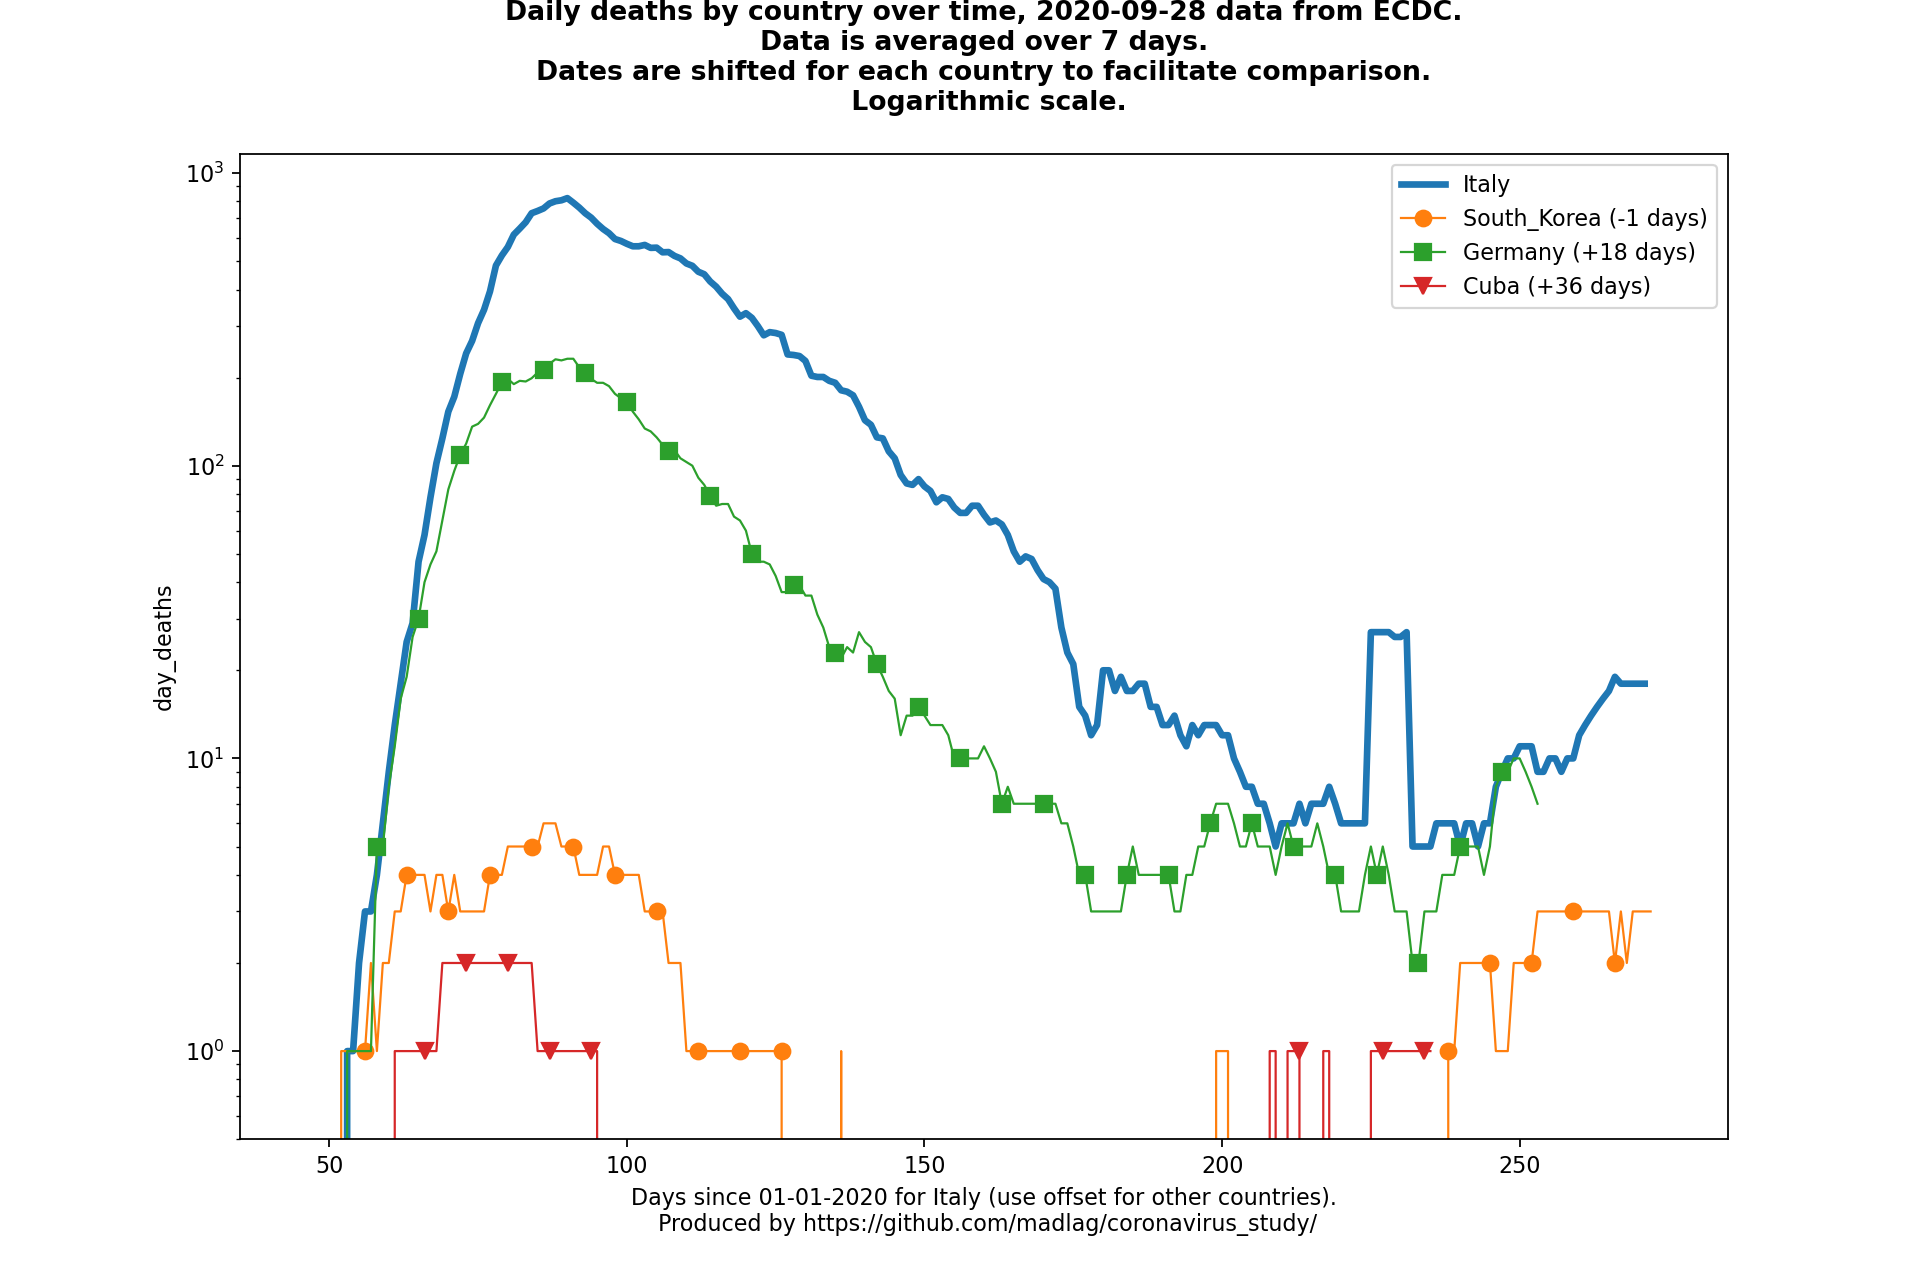 Daily deaths by country over time, 2020-09-28 data from ECDC.
Data is averaged over 7 days.
Dates are shifted for each country to facilitate comparison.
Logarithmic scale.
10³
10²
10¹
10⁰
day_deaths
Italy
South_Korea (-1 days)
Germany (+18 days)
Cuba (+36 days)
50
100
150
200
250
Days since 01-01-2020 for Italy (use offset for other countries).
Produced by https://github.com/madlag/coronavirus_study/